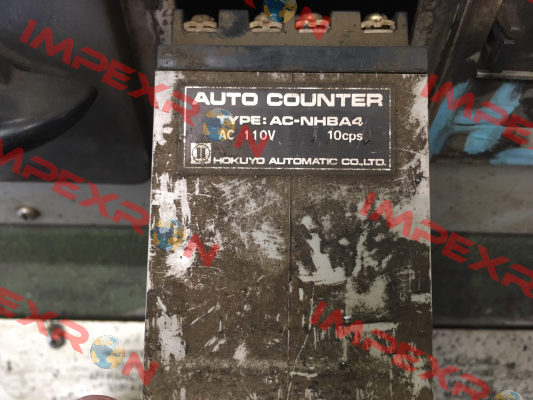 AUTO COUNTER
TYPE: AC-NHBA4
AC 110V 10cps
HOKUYO AUTOMATIC CO., LTD.
IMPEXRON
IMPEXRON
IMPEXRON
IMPEXRON
IMPEXRON
IMPEXRON